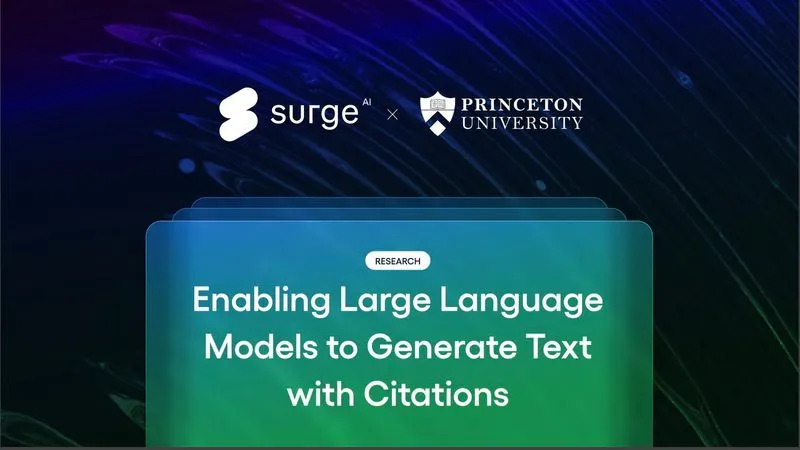 surge AI × PRINCETON UNIVERSITY
RESEARCH
Enabling Large Language
Models to Generate Text
with Citations